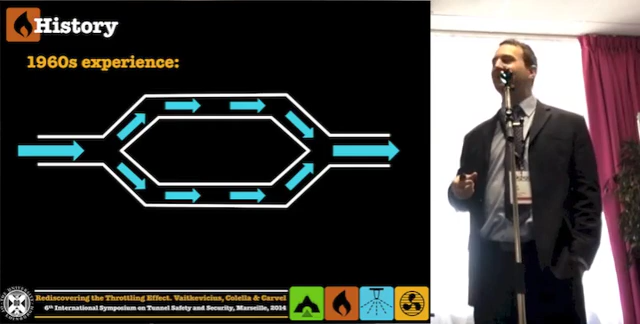 History
1960s experience:
Rediscovering the Throttling Effect. Vaitkevicius, Colella & Carvel
6th International Symposium on Tunnel Safety and Security, Marseille, 2014